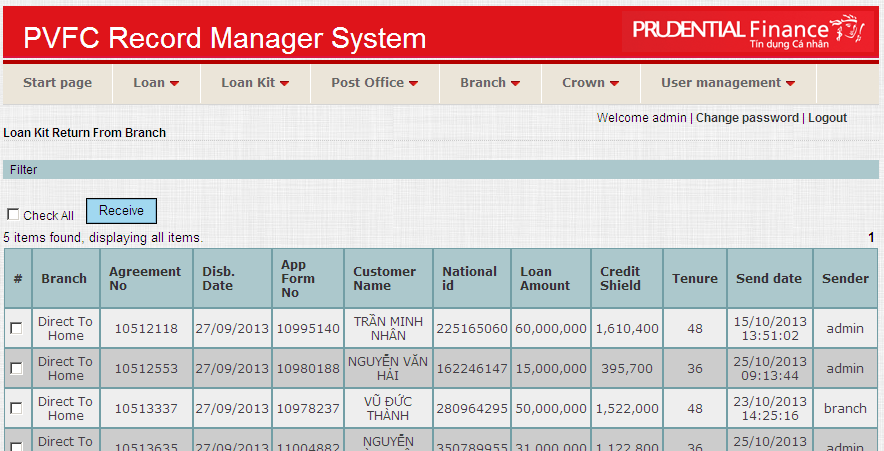 PVFC Record Manager System
PRUDENTIAL Finance
Tín dụng Cá nhân
Start page Loan Loan Kit Post Office Branch Crown User management
Welcome admin | Change password | Logout
Loan Kit Return From Branch
Filter
Check All Receive
5 items found, displaying all items. 1
# Branch Agreement No Disb. Date App Form No Customer Name National id Loan Amount Credit Shield Tenure Send date Sender
Direct To Home 10512118 27/09/2013 10995140 TRẦN MINH NHÂN 225165060 60,000,000 1,610,400 48 15/10/2013 13:51:02 admin
Direct To Home 10512553 27/09/2013 10980188 NGUYỄN VĂN HẢI 162246147 15,000,000 395,700 36 25/10/2013 09:13:44 admin
Direct To Home 10513337 27/09/2013 10978237 VŨ ĐỨC THÀNH 280964295 50,000,000 1,522,000 48 23/10/2013 14:25:16 branch
Direct To 10513635 27/09/2013 11004882 NGUYỄN 350789955 31,000,000 1,122,800 36 25/10/2013 admin